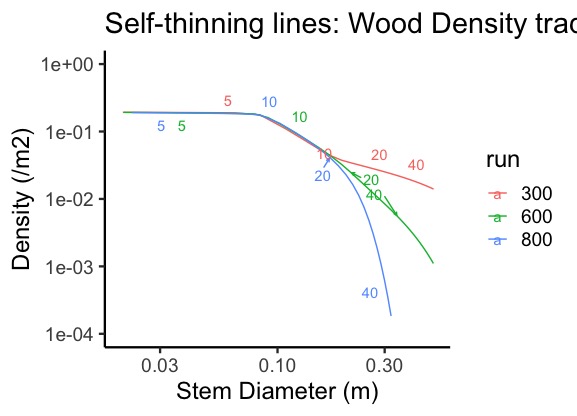 Self-thinning lines: Wood Density trac
1e+00
1e-01
1e-02
1e-03
1e-04
Density (/m2)
5
10
10
5
5
10
20
40
20
20
40
40
0.03
0.10
0.30
Stem Diameter (m)
run
a 300
a 600
a 800